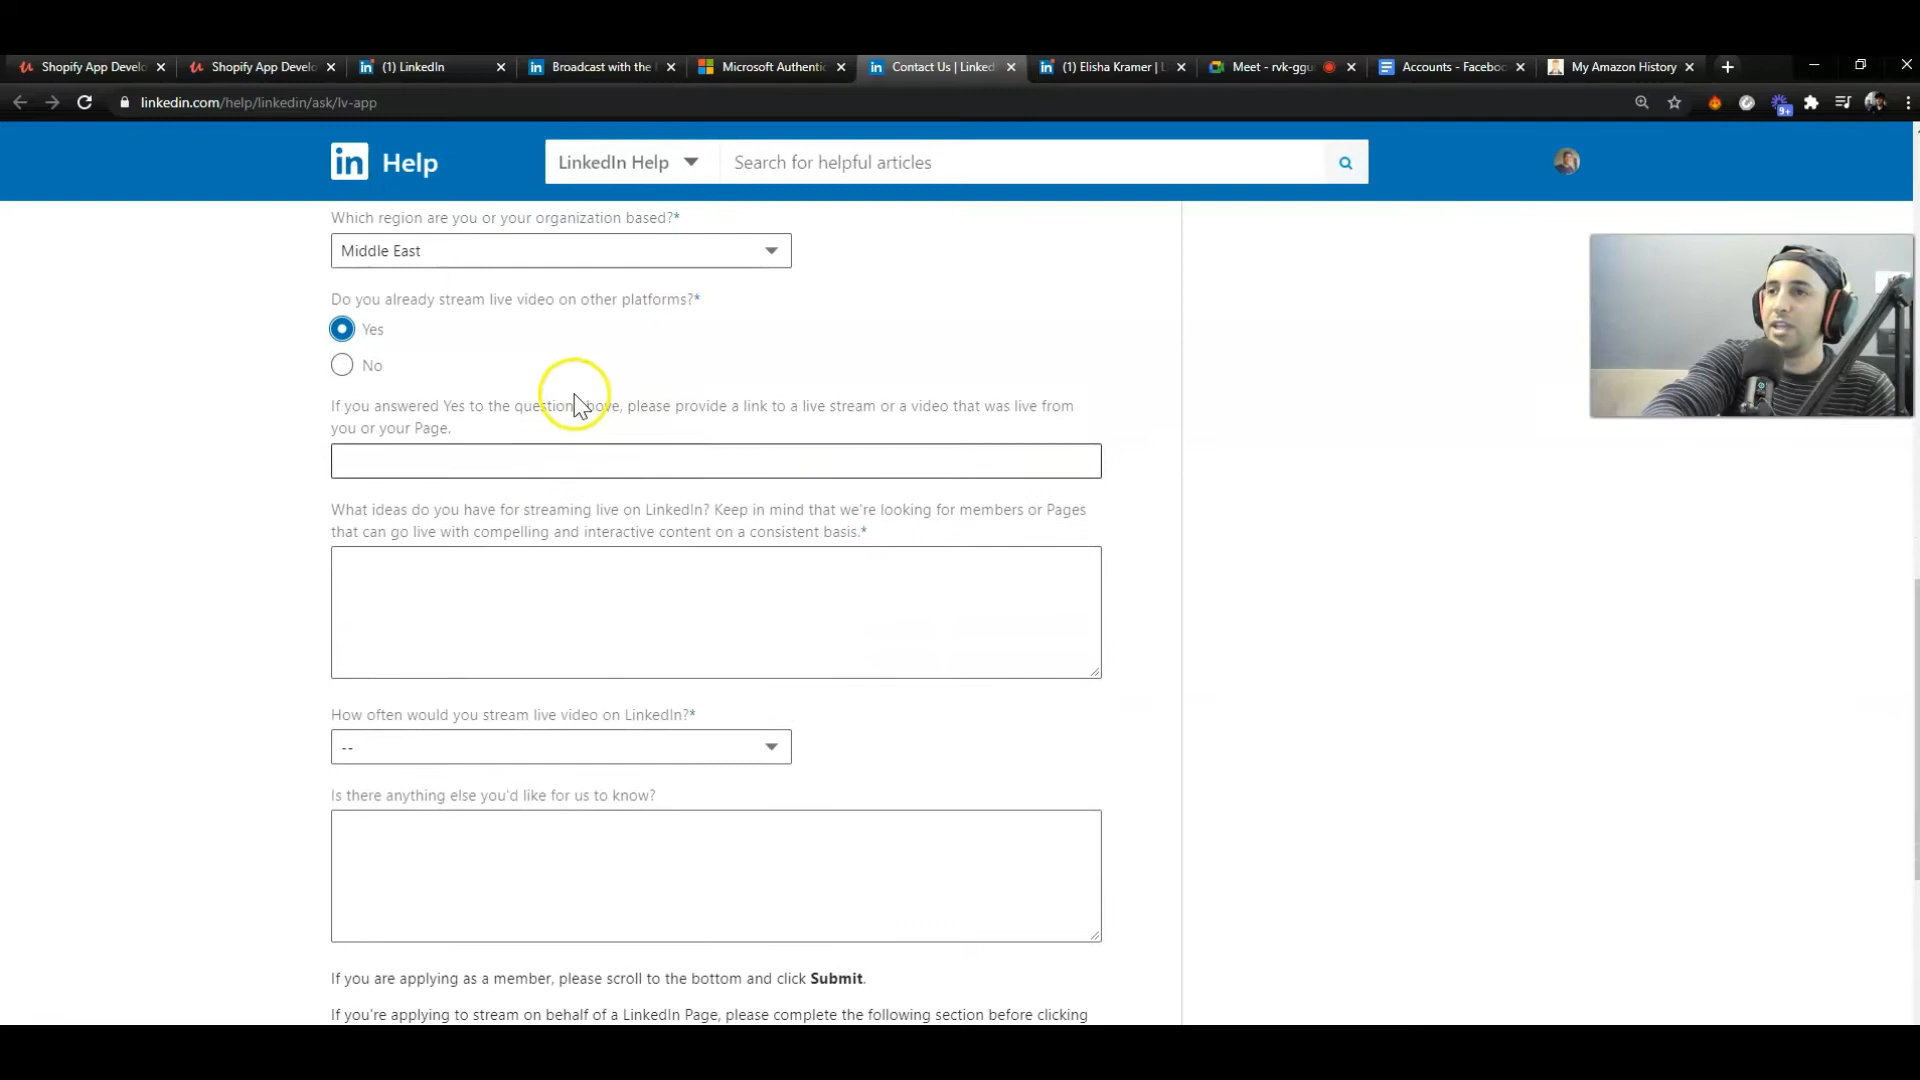 Shopify App Develo
Shopify App Develo
in (1) LinkedIn
in Broadcast with the
Microsoft Authentic
in Contact Us | Linked
in (1) Elisha Kramer | L
Meet - rvk-ggu
Accounts - Faceboo
My Amazon History
linkedin.com/help/linkedin/ask/lv-app
9+
in Help
LinkedIn Help
Search for helpful articles
Which region are you or your organization based?*
Middle East
Do you already stream live video on other platforms?*
Yes
No
If you answered Yes to the question above, please provide a link to a live stream or a video that was live from
you or your Page.
What ideas do you have for streaming live on LinkedIn? Keep in mind that we're looking for members or Pages
that can go live with compelling and interactive content on a consistent basis.*
How often would you stream live video on LinkedIn?*
--
Is there anything else you'd like for us to know?
If you are applying as a member, please scroll to the bottom and click Submit.
If you're applying to stream on behalf of a LinkedIn Page, please complete the following section before clicking